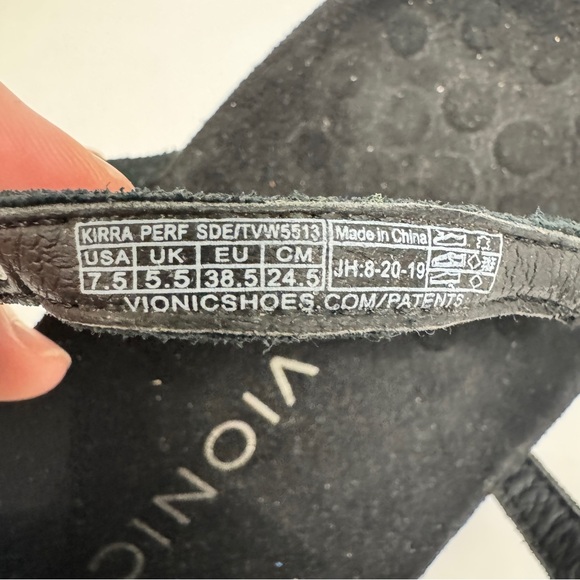 KIRRA PERF SDE/TVW5513
USA UK EU CM
7.5 5.5 38.5 24.5
Made in China
JH:8-20-19
VIONICSHOES.COM/PATENTS
VIONIC